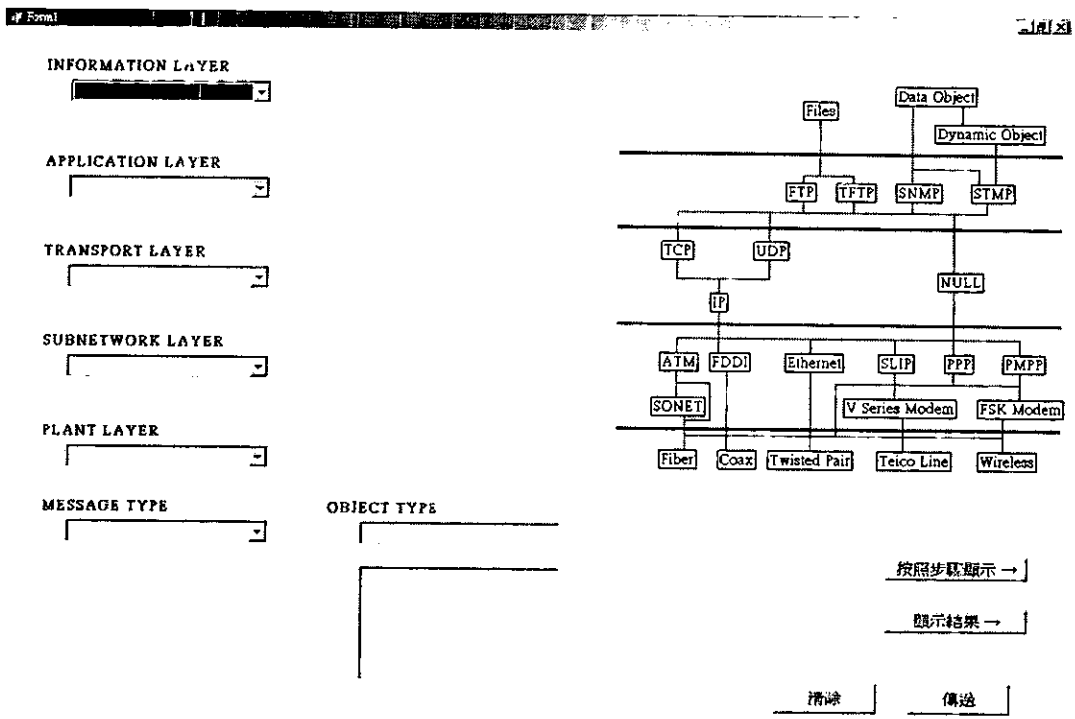 Form1
INFORMATION LAYER
APPLICATION LAYER
TRANSPORT LAYER
SUBNETWORK LAYER
PLANT LAYER
MESSAGE TYPE
OBJECT TYPE
Files
Data Object
Dynamic Object
FTP TFTP SNMP STMP
TCP UDP
NULL
IP
ATM FDDI Ethernet SLIP PPP PMPP
SONET V Series Modem FSK Modem
Fiber Coax Twisted Pair Telco Line Wireless
按照步驟顯示 →
顯示結果 →
清除 傳送